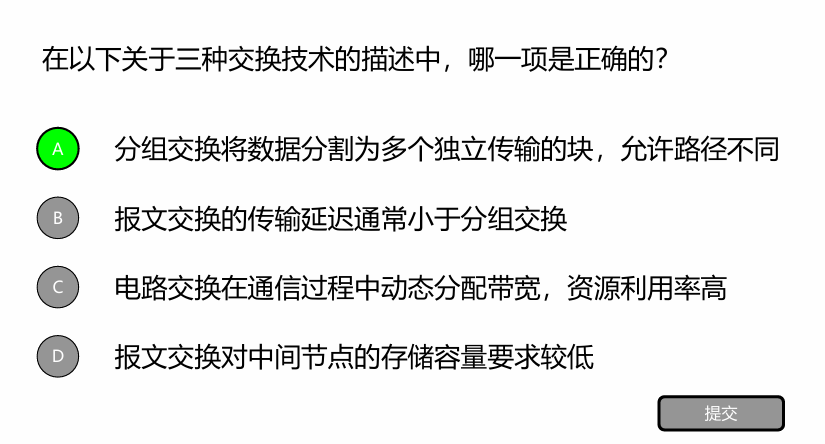 在以下关于三种交换技术的描述中，哪一项是正确的？
A 分组交换将数据分割为多个独立传输的块，允许路径不同
B 报文交换的传输延迟通常小于分组交换
C 电路交换在通信过程中动态分配带宽，资源利用率高
D 报文交换对中间节点的存储容量要求较低
提交